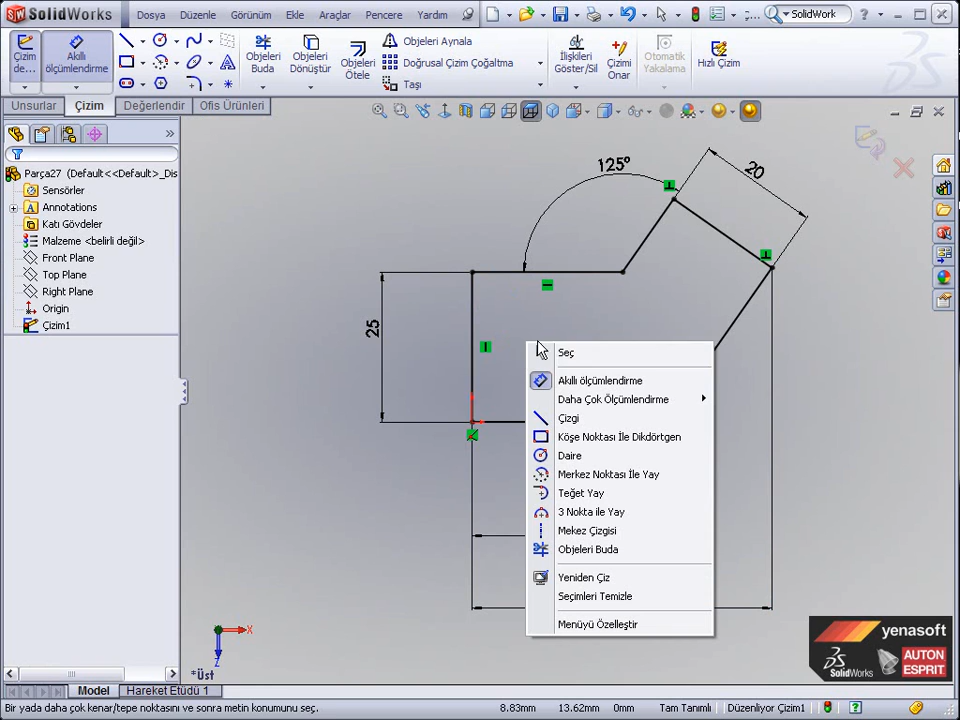 SolidWorks
Dosya Düzenle Görünüm Ekle Araçlar Pencere Yardım
SolidWork
Çizim de...
Akıllı ölçümlendirme
Objeleri Buda
Objeleri Dönüştür
Objeleri Ötele
Objeleri Aynala
Doğrusal Çizim Çoğaltma
Taşı
İlişkileri Göster/Sil
Çizimi Onar
Otomatik Yakalama
Hızlı Çizim
Unsurlar Çizim Değerlendir Ofis Ürünleri
Parça27 (Default<<Default>_Dis
Sensörler
Annotations
Katı Gövdeler
Malzeme <belirli değil>
Front Plane
Top Plane
Right Plane
Origin
Çizim1
125°
20
25
Seç
Akıllı ölçümlendirme
Daha Çok Ölçümlendirme
Çizgi
Köşe Noktası İle Dikdörtgen
Daire
Merkez Noktası İle Yay
Teğet Yay
3 Nokta ile Yay
Mekez Çizgisi
Objeleri Buda
Yeniden Çiz
Seçimleri Temizle
Menüyü Özelleştir
X
Z
*Üst
yenasoft
SolidWorks
AUTON
ESPRIT
Model Hareket Etüdü 1
Bir yada daha çok kenar/tepe noktasını ve sonra metin konumunu seç. 8.83mm 13.62mm 0mm Tam Tanımlı Düzenliyor Çizim1